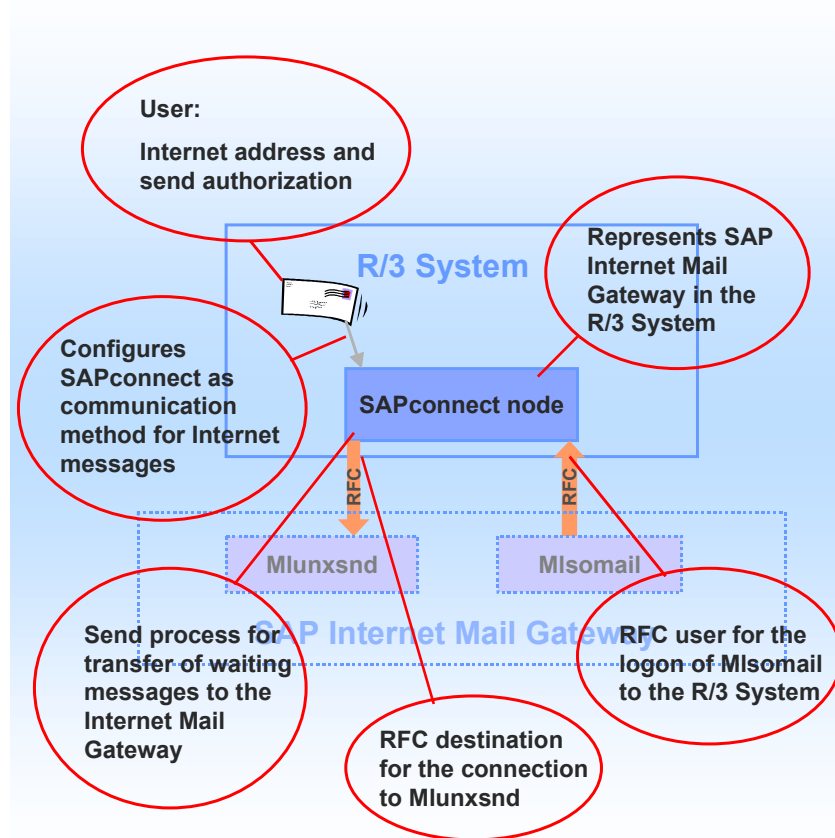 User:
Internet address and
send authorization
R/3 System
Represents SAP
Internet Mail
Gateway in the
R/3 System
Configures
SAPconnect as
communication
method for Internet
messages
SAPconnect node
RFC
RFC
Mlunxsnd
Mlsomail
SAP Internet Mail Gateway
Send process for
transfer of waiting
messages to the
Internet Mail
Gateway
RFC destination
for the connection
to Mlunxsnd
RFC user for the
logon of Mlsomail
to the R/3 System